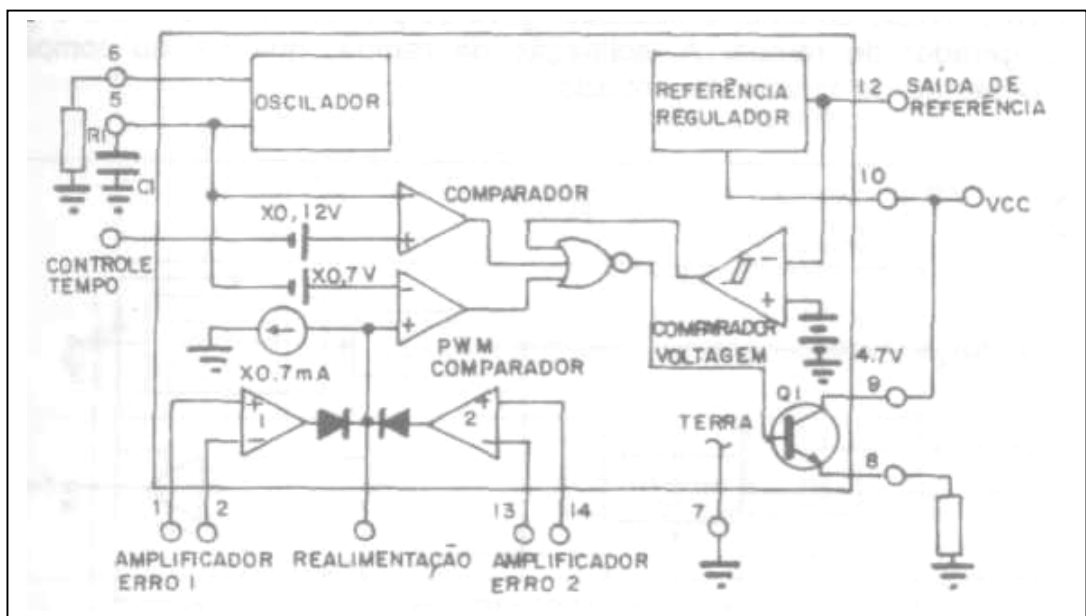 6
5
R1
C1
OSCILADOR
REFERÊNCIA
REGULADOR
12
SAÍDA DE
REFERÊNCIA
10
VCC
COMPARADOR
X0,12V
CONTROLE
TEMPO
X0,7V
PWM
COMPARADOR
X0.7mA
COMPARADOR
VOLTAGEM
4.7V
9
Q1
TERRA
8
7
1
2
+
-
1
2
13
14
AMPLIFICADOR
ERRO 1
REALIMENTAÇÃO
AMPLIFICADOR
ERRO 2